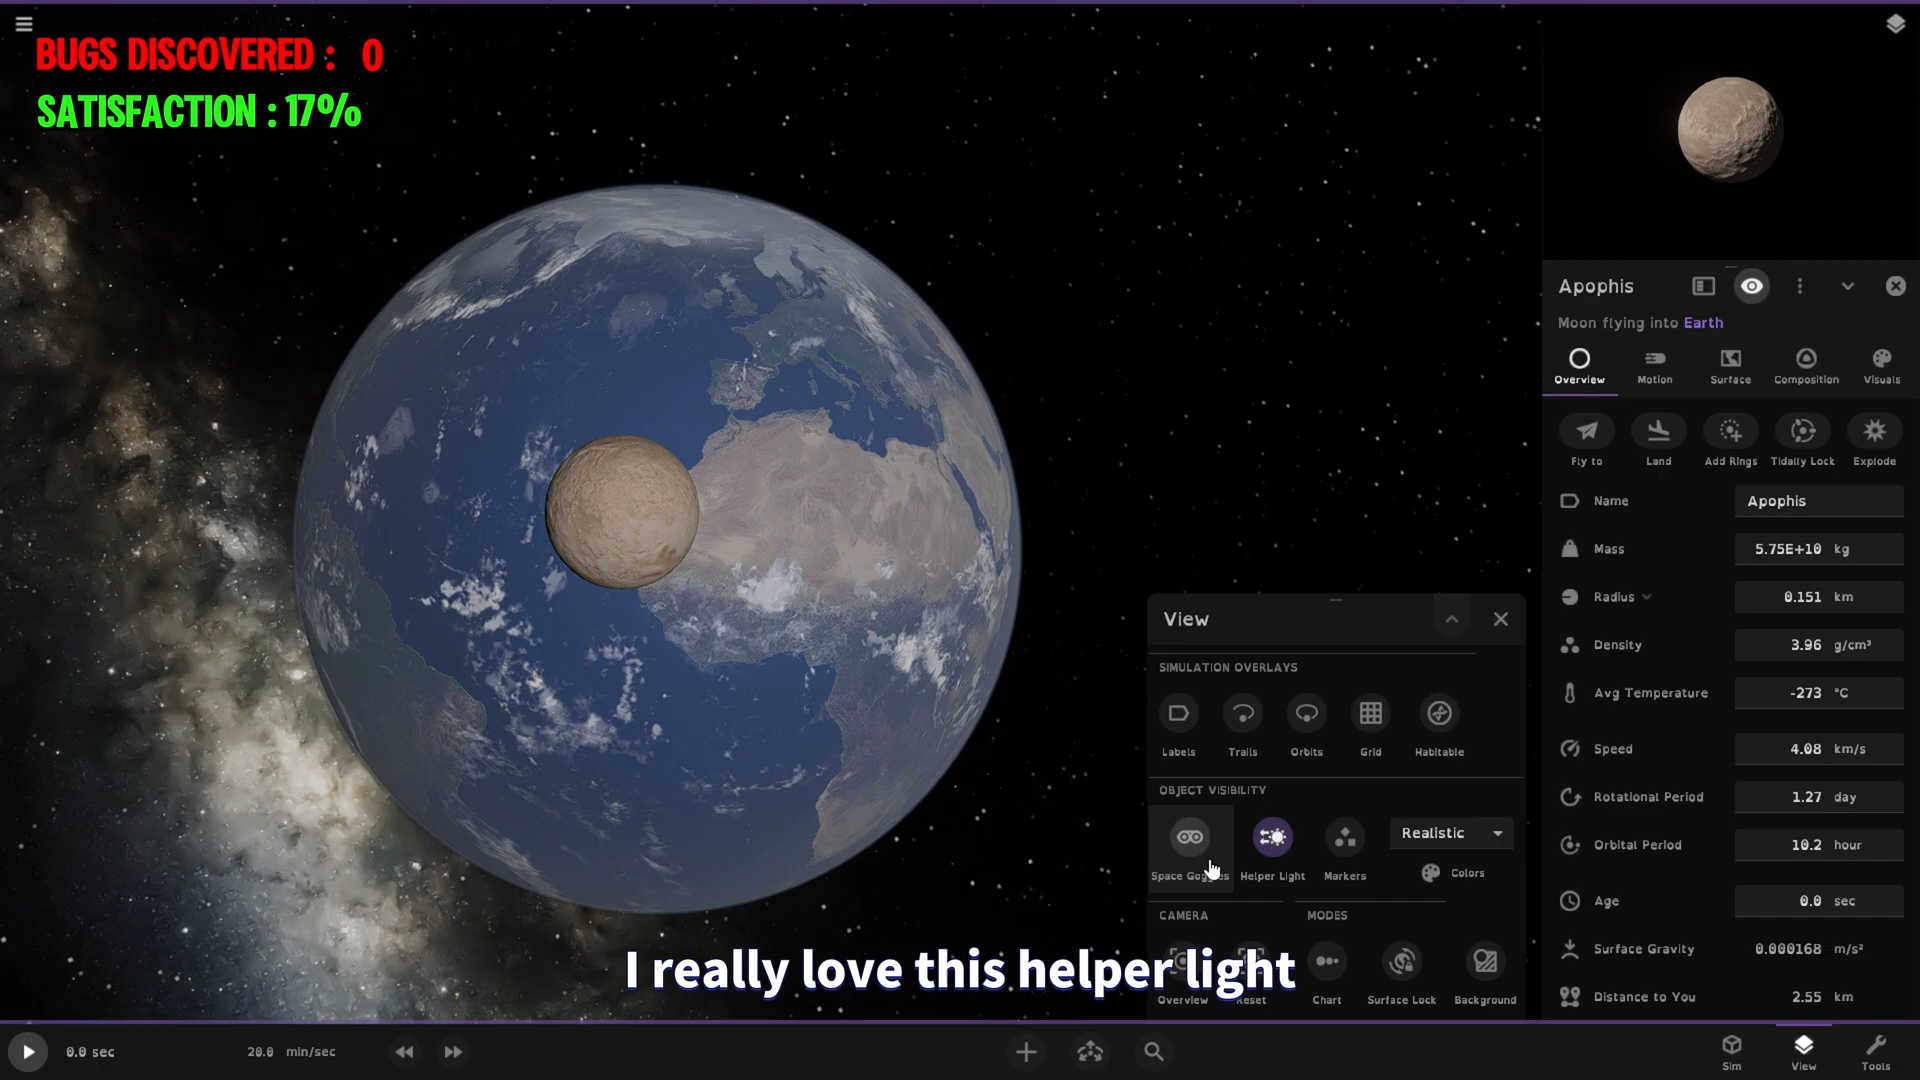 BUGS DISCOVERED : 0
SATISFACTION : 17%
Apophis
Moon flying into Earth
Overview Motion Surface Composition Visuals
Fly to Land Add Rings Tidally Lock Explode
Name Apophis
Mass 5.75E+10 kg
Radius 0.151 km
Density 3.96 g/cm³
Avg Temperature -273 °C
Speed 4.08 km/s
Rotational Period 1.27 day
Orbital Period 10.2 hour
Age 0.0 sec
Surface Gravity 0.000168 m/s²
Distance to You 2.55 km
View
SIMULATION OVERLAYS
Labels Trails Orbits Grid Habitable
OBJECT VISIBILITY
Realistic
Space Goggles Helper Light Markers Colors
CAMERA MODES
I really love this helper light
Overview Reset Chart Surface Lock Background
0.0 sec 20.0 min/sec
Sim View Tools